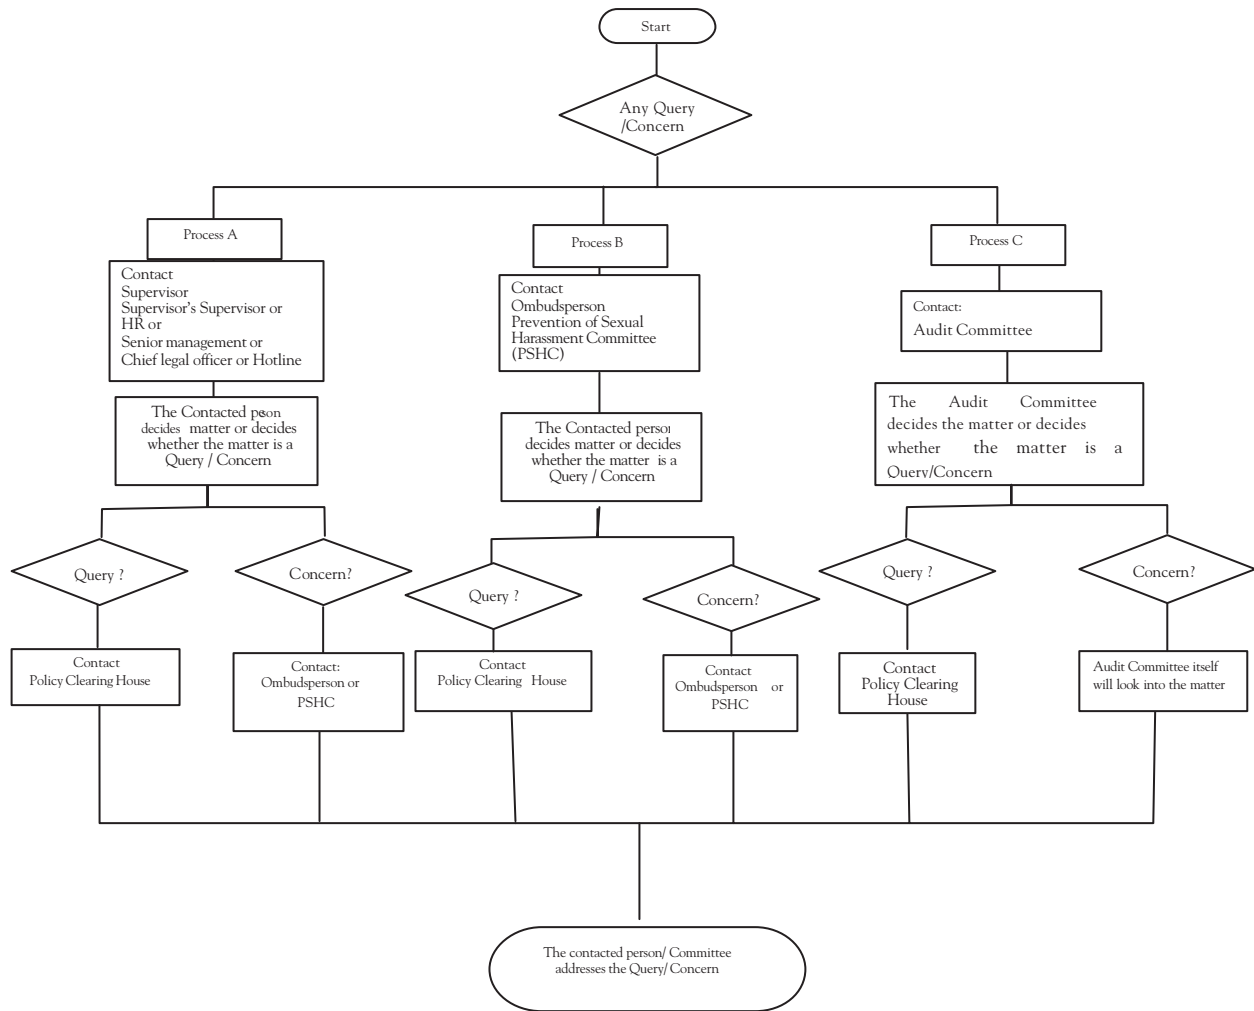 Start
Any Query
/Concern
Process A
Contact
Supervisor
Supervisor's Supervisor or
HR or
Senior management or
Chief legal officer or Hotline
The Contacted person
decides matter or decides
whether the matter is a
Query / Concern
Query ?
Contact
Policy Clearing House
Concern?
Contact:
Ombudsperson or
PSHC
Process B
Contact
Ombudsperson
Prevention of Sexual
Harassment Committee
(PSHC)
The Contacted person
decides matter or decides
whether the matter is a
Query / Concern
Query ?
Contact
Policy Clearing House
Concern?
Contact
Ombudsperson or
PSHC
Process C
Contact:
Audit Committee
The Audit Committee
decides the matter or decides
whether the matter is a
Query/Concern
Query ?
Contact
Policy Clearing
House
Concern?
Audit Committee itself
will look into the matter
The contacted person/ Committee
addresses the Query/ Concern